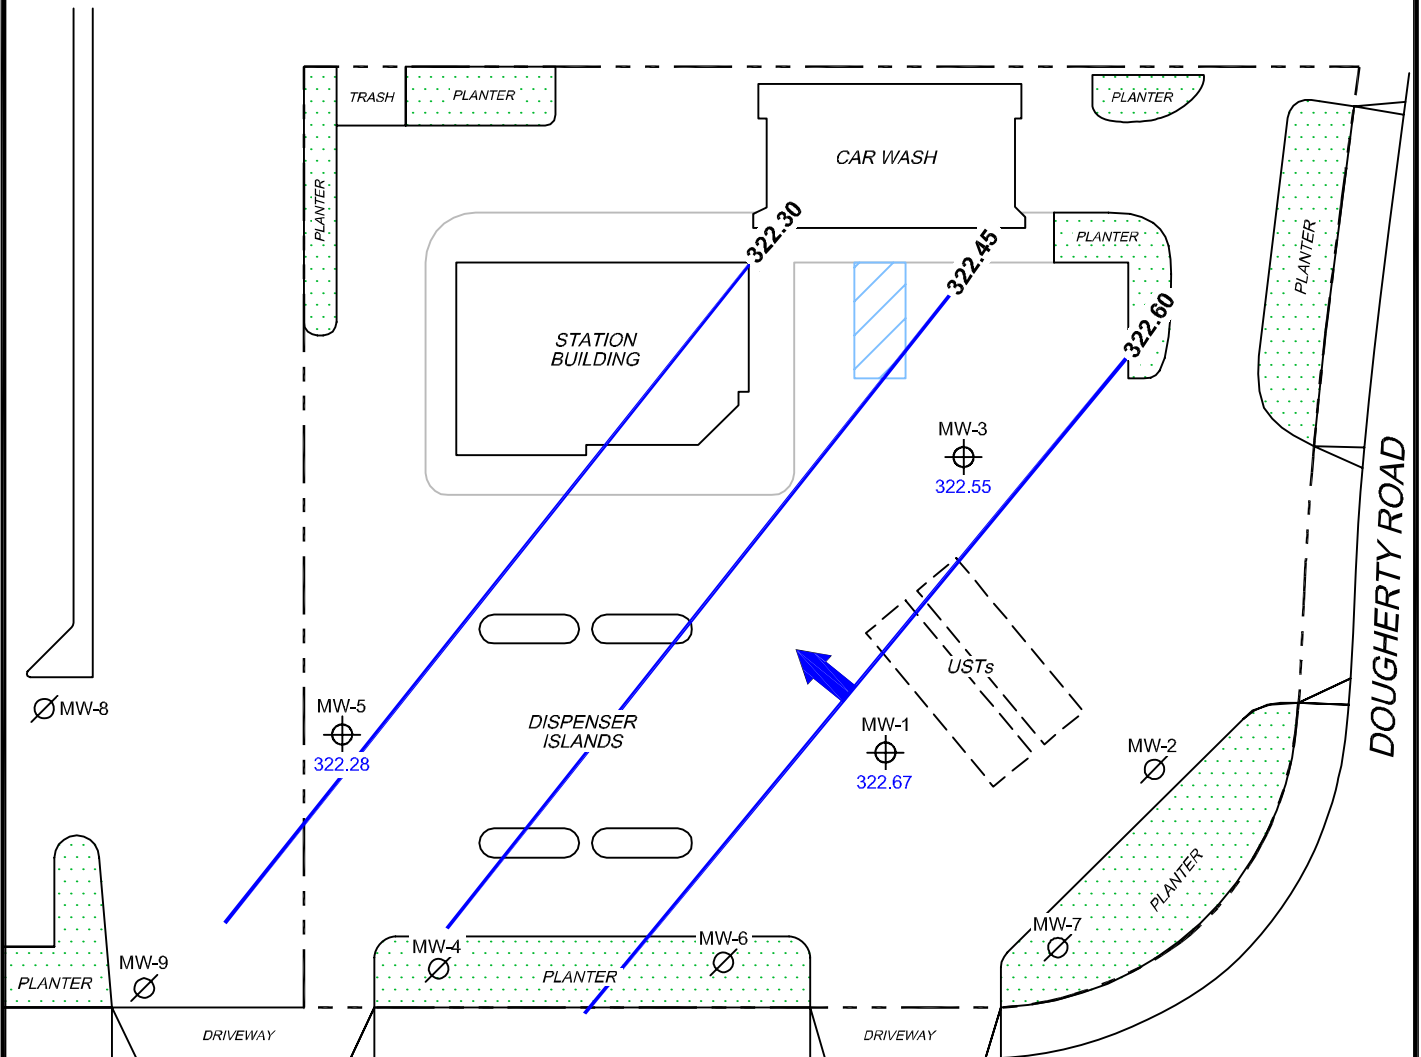 TRASH
PLANTER
PLANTER
CAR WASH
PLANTER
322.30
322.45
PLANTER
PLANTER
PLANTER
322.60
STATION
BUILDING
MW-3
322.55
DOUGHERTY ROAD
USTs
MW-8
MW-5
322.28
DISPENSER
ISLANDS
MW-1
322.67
MW-2
PLANTER
MW-9
PLANTER
MW-4
PLANTER
MW-6
MW-7
DRIVEWAY
DRIVEWAY